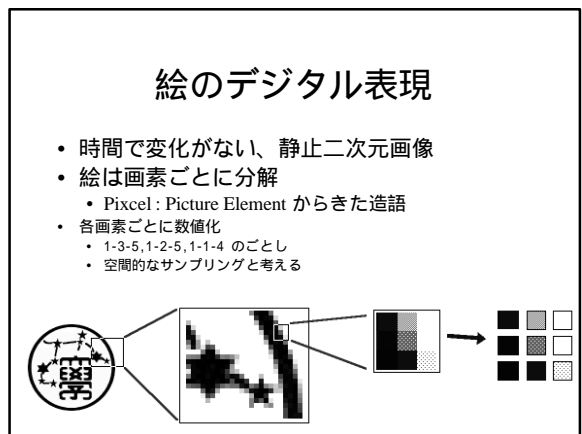 絵のデジタル表現
• 時間で変化がない、静止二次元画像
• 絵は画素ごとに分解
• Pixcel : Picture Element からきた造語
• 各画素ごとに数値化
• 1-3-5,1-2-5,1-1-4 のごとし
• 空間的なサンプリングと考える